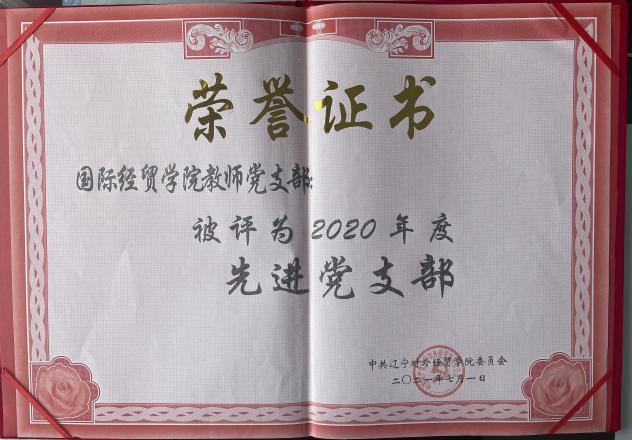 荣誉证书
国际经贸学院教师党支部:
被评为2020年度
先进党支部
中共辽宁对外经贸学院委员会
二〇二一年七月一日